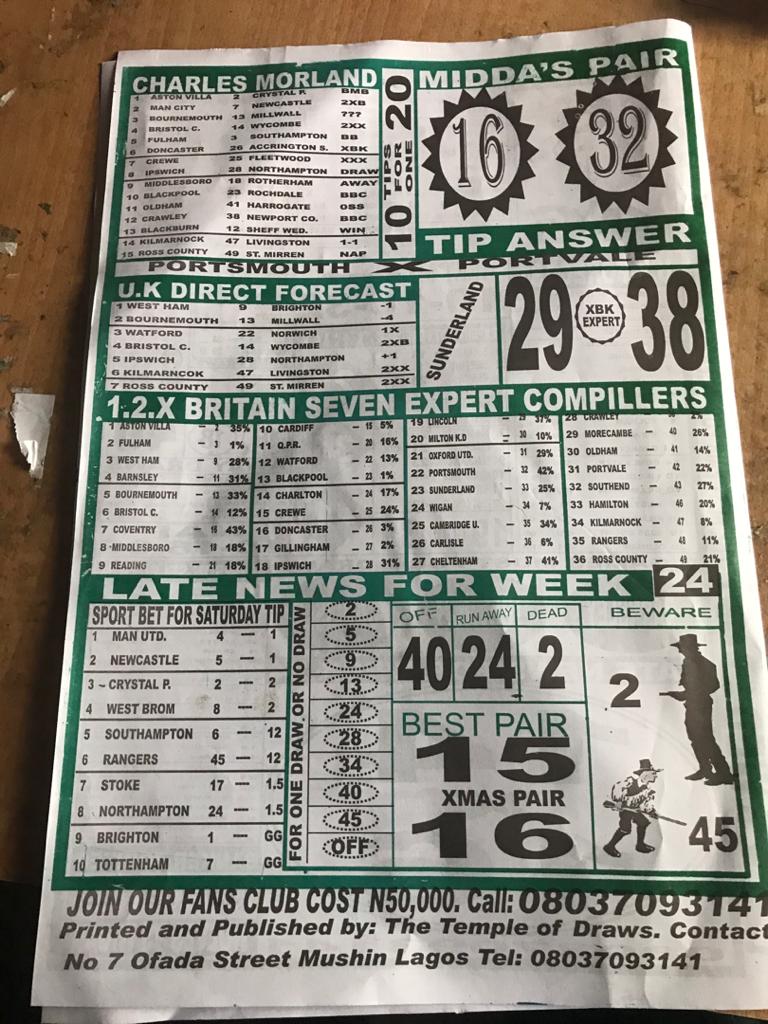 CHARLES MORLAND
1 ASTON VILLA 2 CRYSTAL P. BMB
2 MAN CITY 7 NEWCASTLE 2XB
3 BOURNEMOUTH 13 MILLWALL ???
4 BRISTOL C. 14 WYCOMBE 2XX
5 FULHAM 3 SOUTHAMPTON BB
6 DONCASTER 26 ACCRINGTON S. XBK
7 CREWE 25 FLEETWOOD XXX
8 IPSWICH 28 NORTHAMPTON DRAW
9 MIDDLESBORO 18 ROTHERHAM AWAY
10 BLACKPOOL 23 ROCHDALE BBC
11 OLDHAM 41 HARROGATE OSS
12 CRAWLEY 38 NEWPORT CO. BBC
13 BLACKBURN 12 SHEFF WED. WIN
14 KILMARNOCK 47 LIVINGSTON 1-1
15 ROSS COUNTY 49 ST. MIRREN NAP
10 TIPS FOR ONE 20
MIDDA'S PAIR
16 32
TIP ANSWER
PORTSMOUTH X PORTVALE
U.K DIRECT FORECAST
1 WEST HAM 9 BRIGHTON -1
2 BOURNEMOUTH 13 MILLWALL -4
3 WATFORD 22 NORWICH 1X
4 BRISTOL C. 14 WYCOMBE 2XB
5 IPSWICH 28 NORTHAMPTON +1
6 KILMARNCOK 47 LIVINGSTON 2XX
7 ROSS COUNTY 49 ST. MIRREN 2XX
SUNDERLAND
29 XBK EXPERT 38
1.2.X BRITAIN SEVEN EXPERT COMPILLERS
1 ASTON VILLA - 2 35%
2 FULHAM - 3 1%
3 WEST HAM - 9 28%
4 BARNSLEY - 11 31%
5 BOURNEMOUTH - 13 33%
6 BRISTOL C. - 14 12%
7 COVENTRY - 16 43%
8 -MIDDLESBORO - 18 18%
9 READING - 21 18%
10 CARDIFF - 15 5%
11 Q.P.R. - 20 16%
12 WATFORD - 22 13%
13 BLACKPOOL - 23 1%
14 CHARLTON - 24 17%
15 CREWE - 25 24%
16 DONCASTER - 26 3%
17 GILLINGHAM - 27 2%
18 IPSWICH - 28 31%
19 LINCOLN - 29 37%
20 MILTON K.D - 30 10%
21 OXFORD UTD. - 31 29%
22 PORTSMOUTH - 32 42%
23 SUNDERLAND - 33 25%
24 WIGAN - 34 7%
25 CAMBRIDGE U. - 35 34%
26 CARLISLE - 36 6%
27 CHELTENHAM - 37 41%
28 CRAWLEY 2%
29 MORECAMBE - 40 26%
30 OLDHAM - 41 14%
31 PORTVALE - 42 22%
32 SOUTHEND - 43 27%
33 HAMILTON - 46 20%
34 KILMARNOCK - 47 8%
35 RANGERS - 48 11%
36 ROSS COUNTY - 49 21%
LATE NEWS FOR WEEK 24
SPORT BET FOR SATURDAY TIP
1 MAN UTD. 4 — 1
2 NEWCASTLE 5 — 1
3 ~ CRYSTAL P. 2 — 2
4 WEST BROM 8 — 2
5 SOUTHAMPTON 6 — 12
6 RANGERS 45 — 12
7 STOKE 17 — 1.5
8 NORTHAMPTON 24 — 1.5
9 BRIGHTON 1 — GG
10 TOTTENHAM 7 — GG
FOR ONE DRAW OR NO DRAW
2
5
9
13
24
28
34
40
45
OFF
OFF RUN AWAY DEAD
40 24 2
BEST PAIR
15
XMAS PAIR
16
BEWARE
2
45
JOIN OUR FANS CLUB COST N50,000. Call: 08037093141
Printed and Published by: The Temple of Draws. Contact
No 7 Ofada Street Mushin Lagos Tel: 08037093141